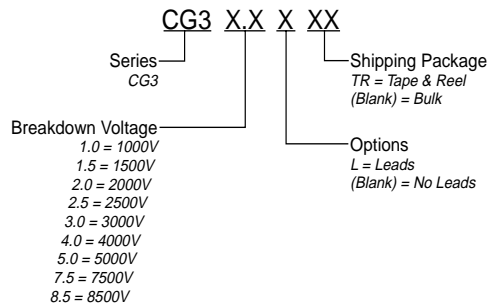 CG3 X.X X XX
Series
CG3
Shipping Package
TR = Tape & Reel
(Blank) = Bulk
Breakdown Voltage
1.0 = 1000V
1.5 = 1500V
2.0 = 2000V
2.5 = 2500V
3.0 = 3000V
4.0 = 4000V
5.0 = 5000V
7.5 = 7500V
8.5 = 8500V
Options
L = Leads
(Blank) = No Leads